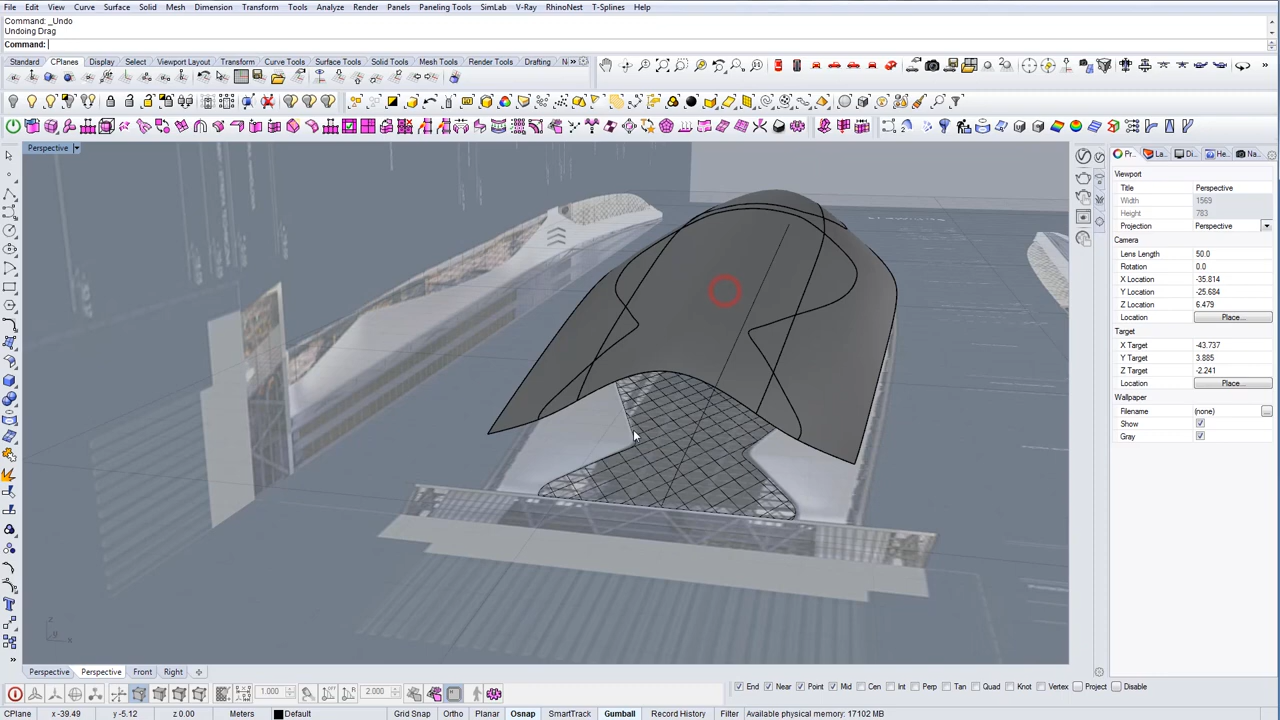 File Edit View Curve Surface Solid Mesh Dimension Transform Tools Analyze Render Panels Paneling Tools SimLab V-Ray RhinoNest T-Splines Help
Command: _Undo
Undoing Drag
Command:
Standard CPlanes Display Select Viewport Layout Transform Curve Tools Surface Tools Solid Tools Mesh Tools Render Tools Drafting
Perspective
Pr... La... Di... He... Na...
Viewport
Title Perspective
Width 1569
Height 783
Projection Perspective
Camera
Lens Length 50.0
Rotation 0.0
X Location -35.814
Y Location -25.684
Z Location 6.479
Location Place...
Target
X Target -43.737
Y Target 3.885
Z Target -2.241
Location Place...
Wallpaper
Filename (none) ...
Show
Gray
z
x
Perspective Perspective Front Right
1.000 2.000
End Near Point Mid Cen Int Perp Tan Quad Knot Vertex Project Disable
CPlane x -39.49 y -5.12 z 0.00 Meters Default Grid Snap Ortho Planar Osnap SmartTrack Gumball Record History Filter Available physical memory: 17102 MB